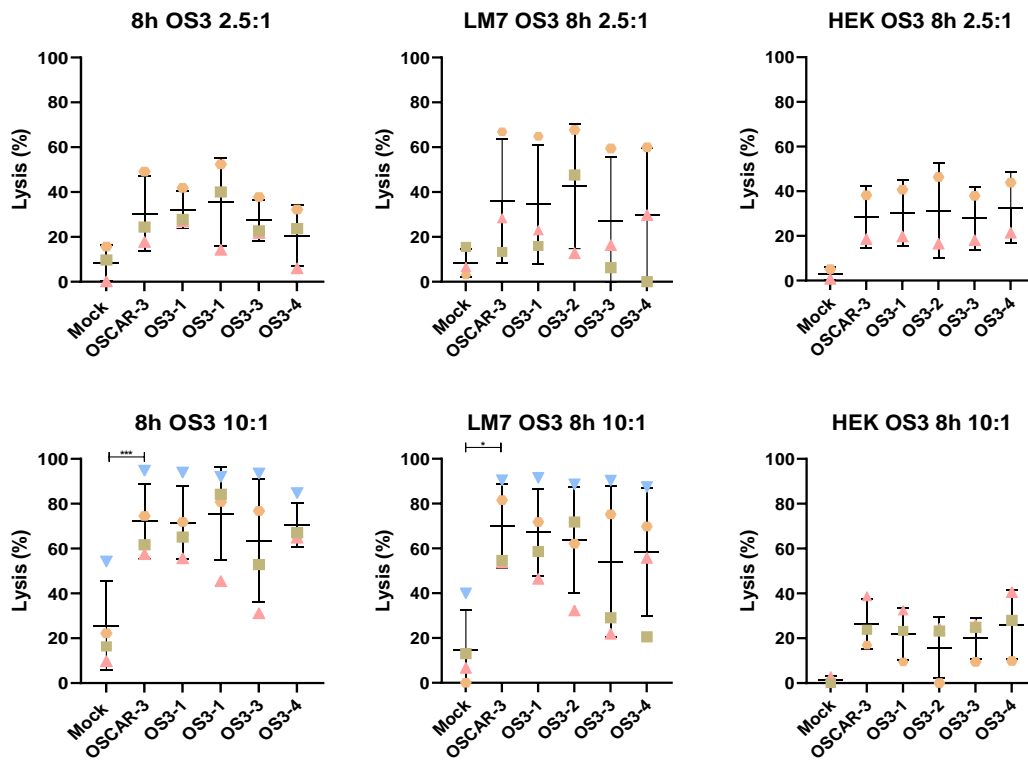 8h OS3 2.5:1
LM7 OS3 8h 2.5:1
HEK OS3 8h 2.5:1
Lysis (%)
100
80
60
40
20
0
Mock
OSCAR-3
OS3-1
OS3-1
OS3-3
OS3-4
Lysis (%)
100
80
60
40
20
0
Mock
OSCAR-3
OS3-1
OS3-2
OS3-3
OS3-4
Lysis (%)
100
80
60
40
20
0
Mock
OSCAR-3
OS3-1
OS3-2
OS3-3
OS3-4
8h OS3 10:1
LM7 OS3 8h 10:1
HEK OS3 8h 10:1
Lysis (%)
100
80
60
40
20
0
***
Mock
OSCAR-3
OS3-1
OS3-1
OS3-3
OS3-4
Lysis (%)
100
80
60
40
20
0
*
Mock
OSCAR-3
OS3-1
OS3-2
OS3-3
OS3-4
Lysis (%)
100
80
60
40
20
0
Mock
OSCAR-3
OS3-1
OS3-2
OS3-3
OS3-4